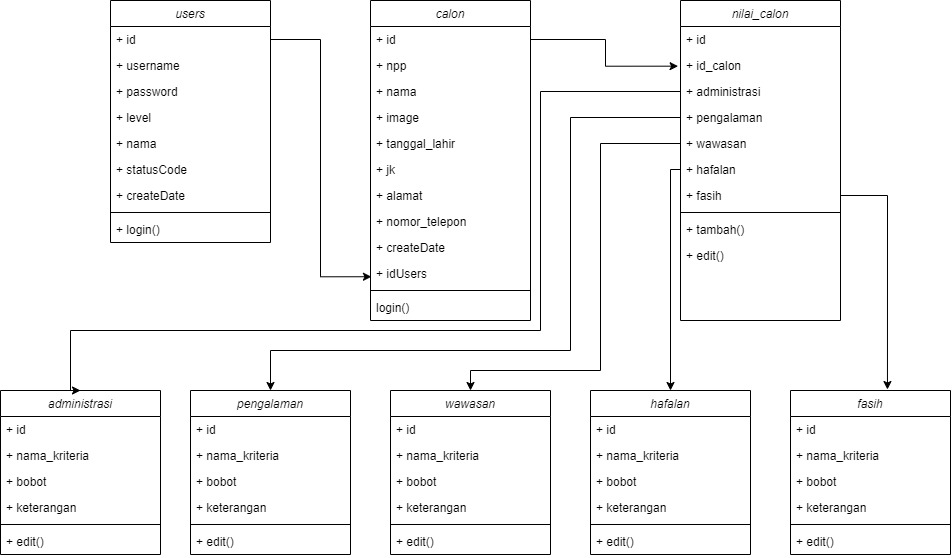 users
+ id
+ username
+ password
+ level
+ nama
+ statusCode
+ createDate
+ login()
calon
+ id
+ npp
+ nama
+ image
+ tanggal_lahir
+ jk
+ alamat
+ nomor_telepon
+ createDate
+ idUsers
login()
nilai_calon
+ id
+ id_calon
+ administrasi
+ pengalaman
+ wawasan
+ hafalan
+ fasih
+ tambah()
+ edit()
administrasi
+ id
+ nama_kriteria
+ bobot
+ keterangan
+ edit()
pengalaman
+ id
+ nama_kriteria
+ bobot
+ keterangan
+ edit()
wawasan
+ id
+ nama_kriteria
+ bobot
+ keterangan
+ edit()
hafalan
+ id
+ nama_kriteria
+ bobot
+ keterangan
+ edit()
fasih
+ id
+ nama_kriteria
+ bobot
+ keterangan
+ edit()